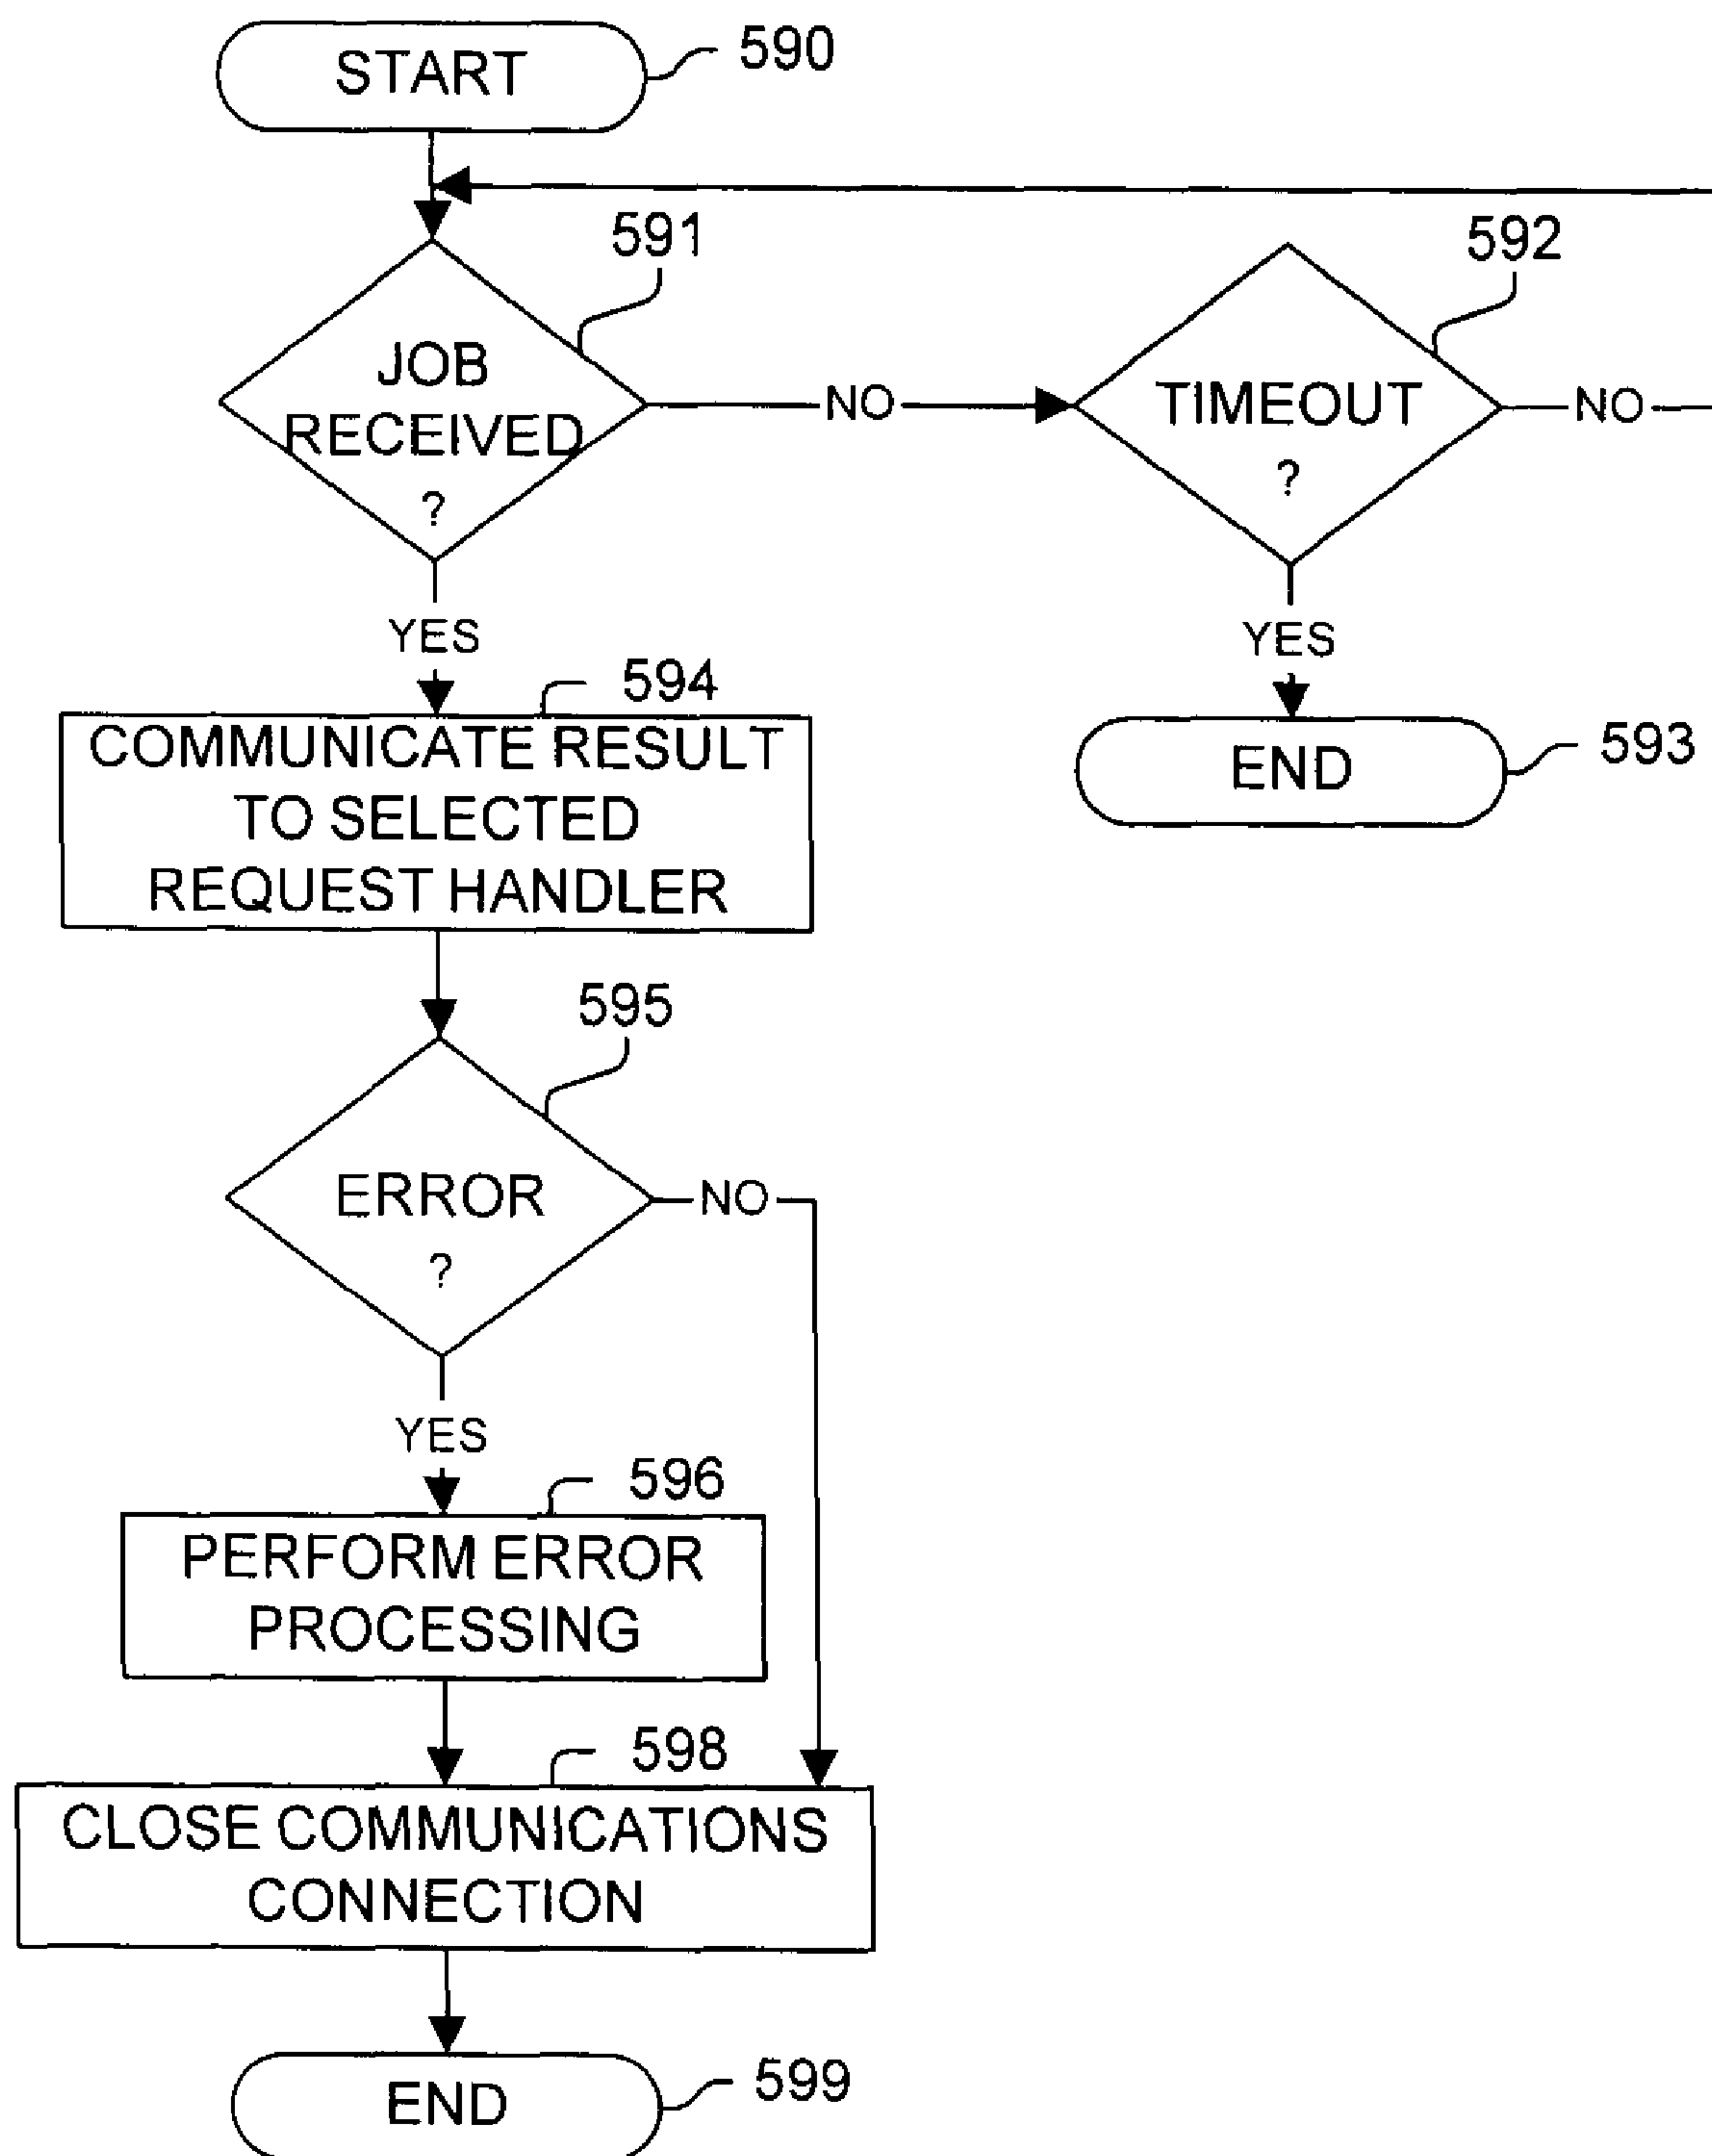 START
590
591
592
JOB
RECEIVED
?
NO
TIMEOUT
?
NO
YES
YES
594
COMMUNICATE RESULT
TO SELECTED
REQUEST HANDLER
END
593
595
ERROR
?
NO
YES
596
PERFORM ERROR
PROCESSING
598
CLOSE COMMUNICATIONS
CONNECTION
END
599